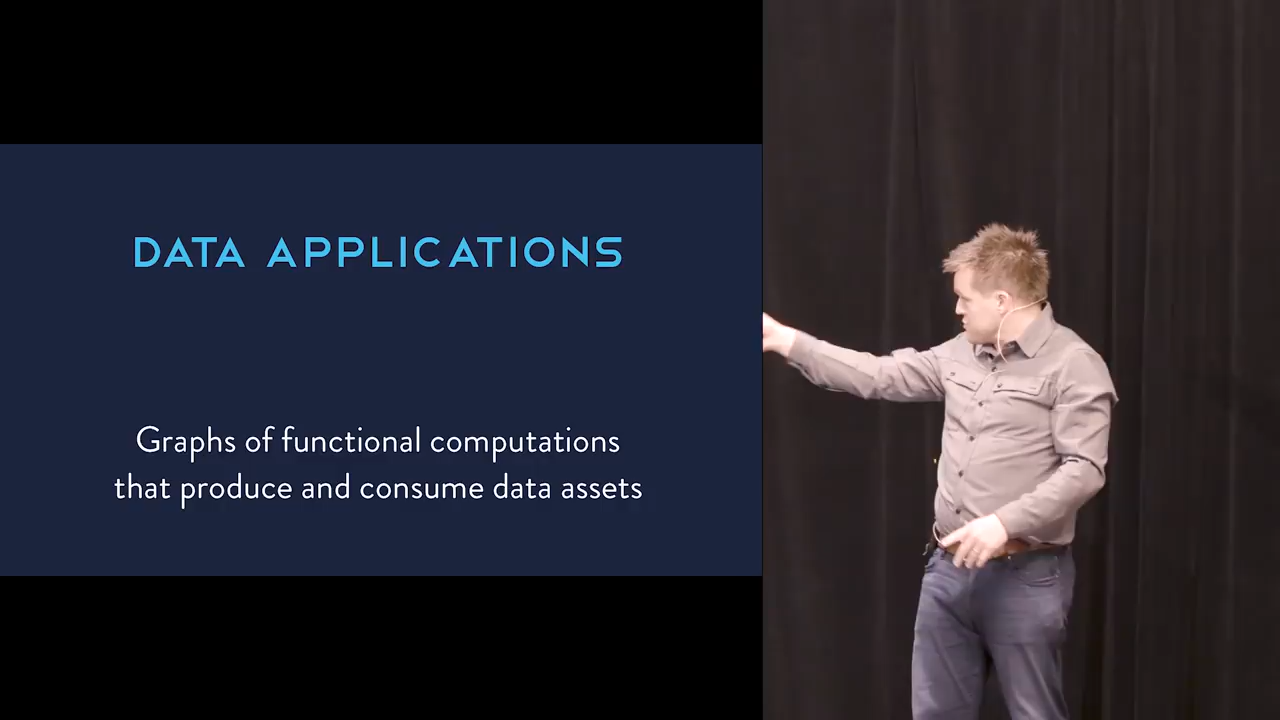 DATA APPLICATIONS
Graphs of functional computations
that produce and consume data assets